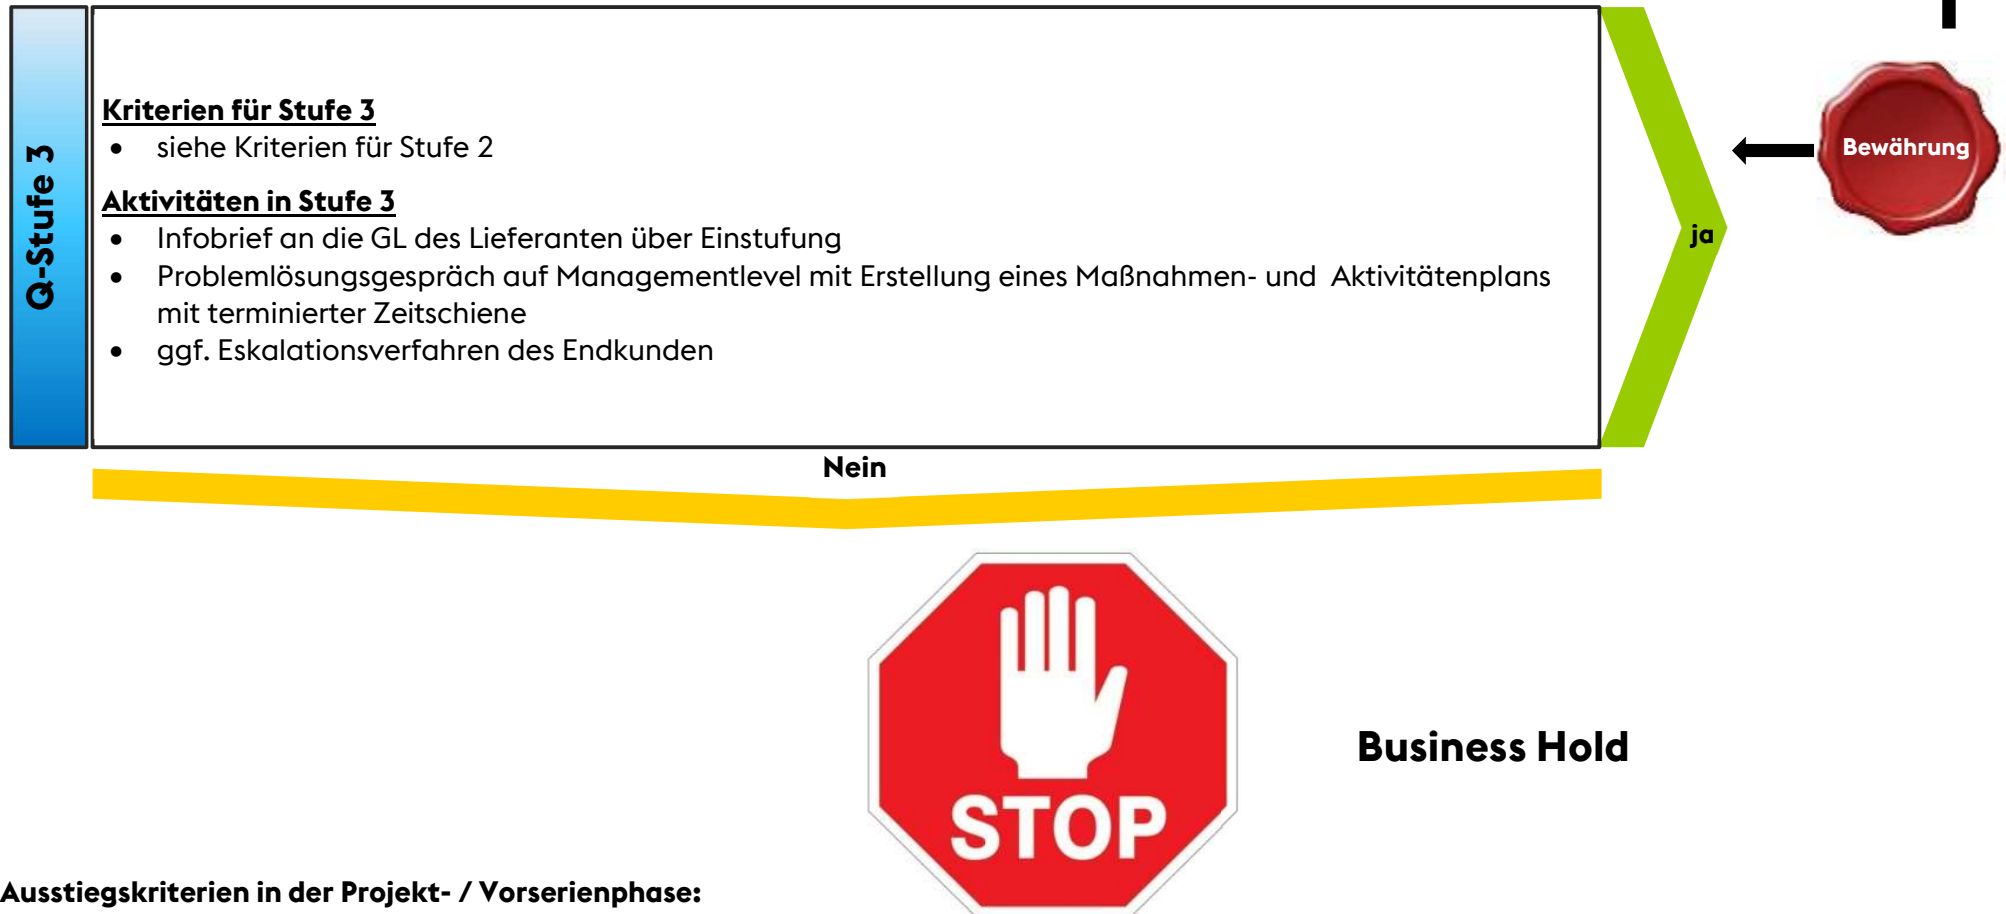 Q-Stufe 3
Kriterien für Stufe 3
• siehe Kriterien für Stufe 2
Aktivitäten in Stufe 3
• Infobrief an die GL des Lieferanten über Einstufung
• Problemlösungsgespräch auf Managementlevel mit Erstellung eines Maßnahmen- und Aktivitätenplans
mit terminierter Zeitschiene
• ggf. Eskalationsverfahren des Endkunden
ja
Bewährung
Nein
STOP
Business Hold
Ausstiegskriterien in der Projekt- / Vorserienphase: